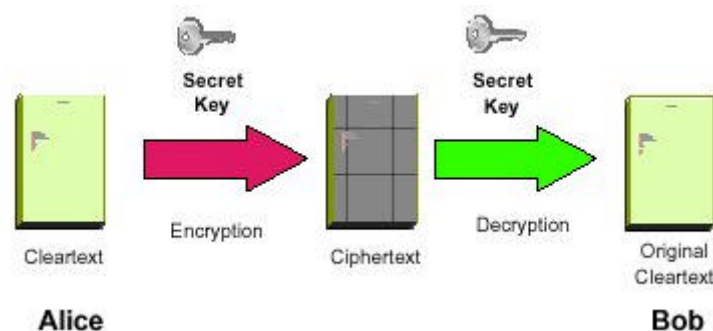 Secret
Key
Secret
Key
Encryption
Decryption
Cleartext
Ciphertext
Original
Cleartext
Alice
Bob